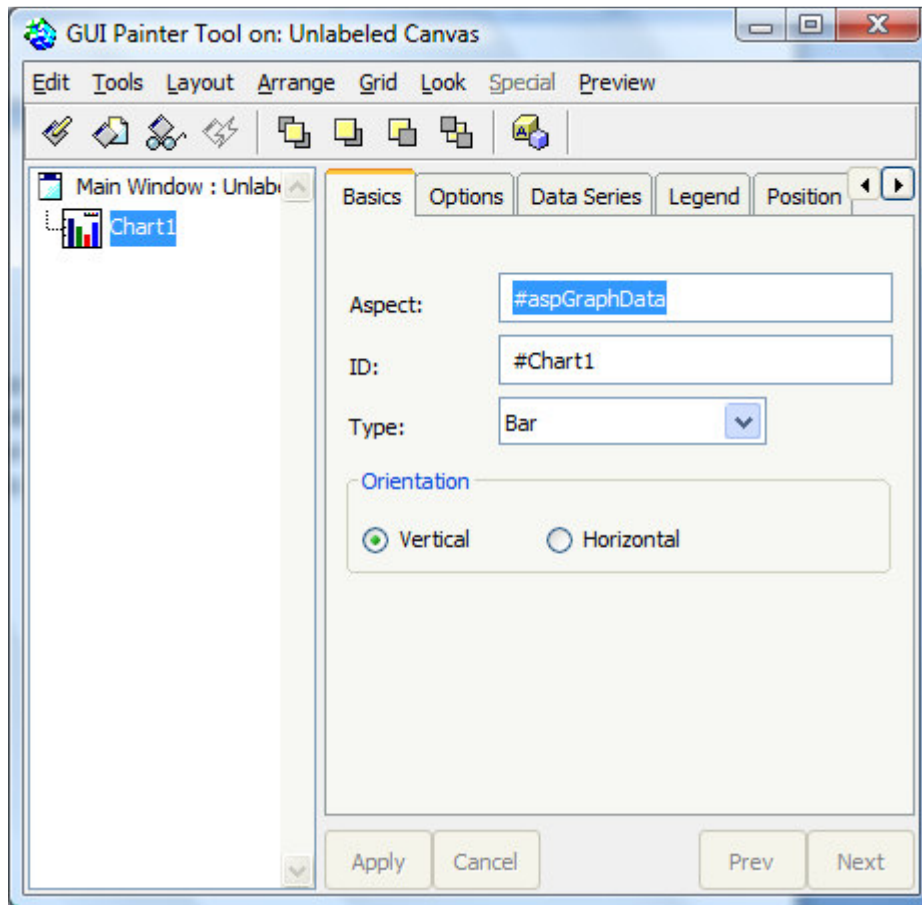 GUI Painter Tool on: Unlabeled Canvas
Edit Tools Layout Arrange Grid Look Special Preview
Main Window : Unlab
Chart1
Basics Options Data Series Legend Position
Aspect: #aspGraphData
ID: #Chart1
Type: Bar
Orientation
Vertical Horizontal
Apply Cancel Prev Next